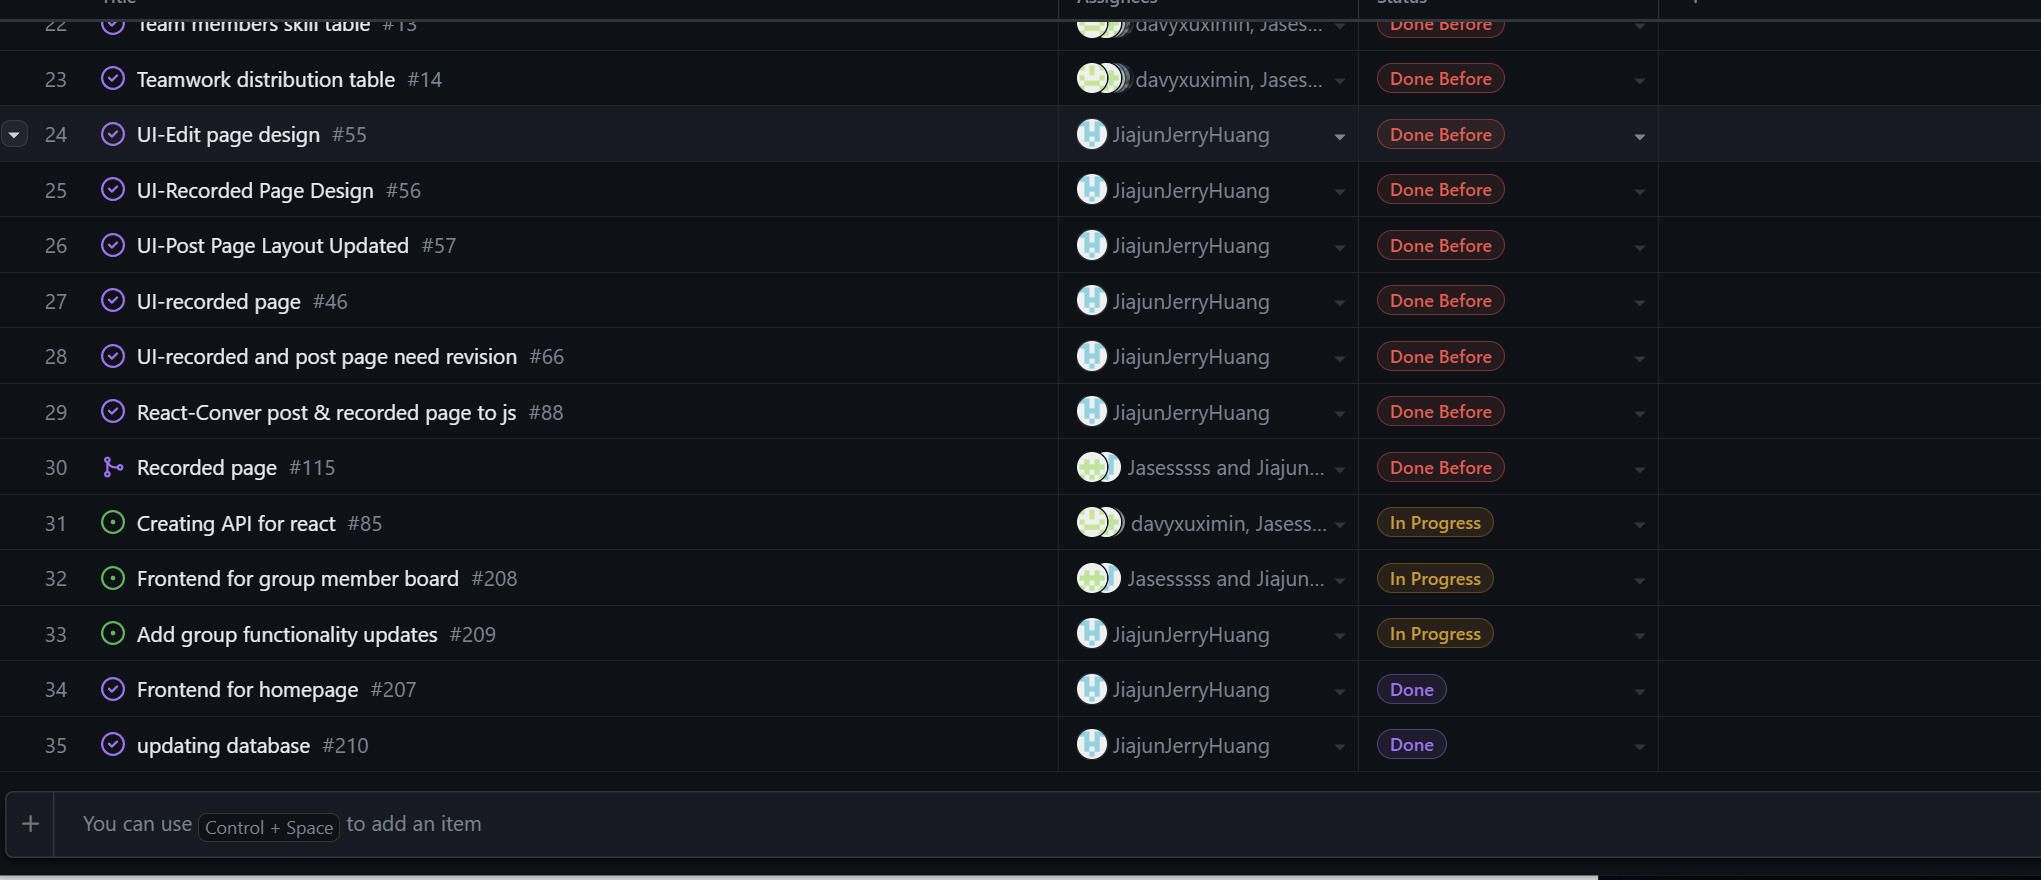 Title Assignees Status
22 Team members skill table #13 davyxuximin, Jases... Done Before
23 Teamwork distribution table #14 davyxuximin, Jases... Done Before
24 UI-Edit page design #55 JiajunJerryHuang Done Before
25 UI-Recorded Page Design #56 JiajunJerryHuang Done Before
26 UI-Post Page Layout Updated #57 JiajunJerryHuang Done Before
27 UI-recorded page #46 JiajunJerryHuang Done Before
28 UI-recorded and post page need revision #66 JiajunJerryHuang Done Before
29 React-Conver post & recorded page to js #88 JiajunJerryHuang Done Before
30 Recorded page #115 Jasesssss and Jiajun... Done Before
31 Creating API for react #85 davyxuximin, Jasess... In Progress
32 Frontend for group member board #208 Jasesssss and Jiajun... In Progress
33 Add group functionality updates #209 JiajunJerryHuang In Progress
34 Frontend for homepage #207 JiajunJerryHuang Done
35 updating database #210 JiajunJerryHuang Done
+ You can use Control + Space to add an item